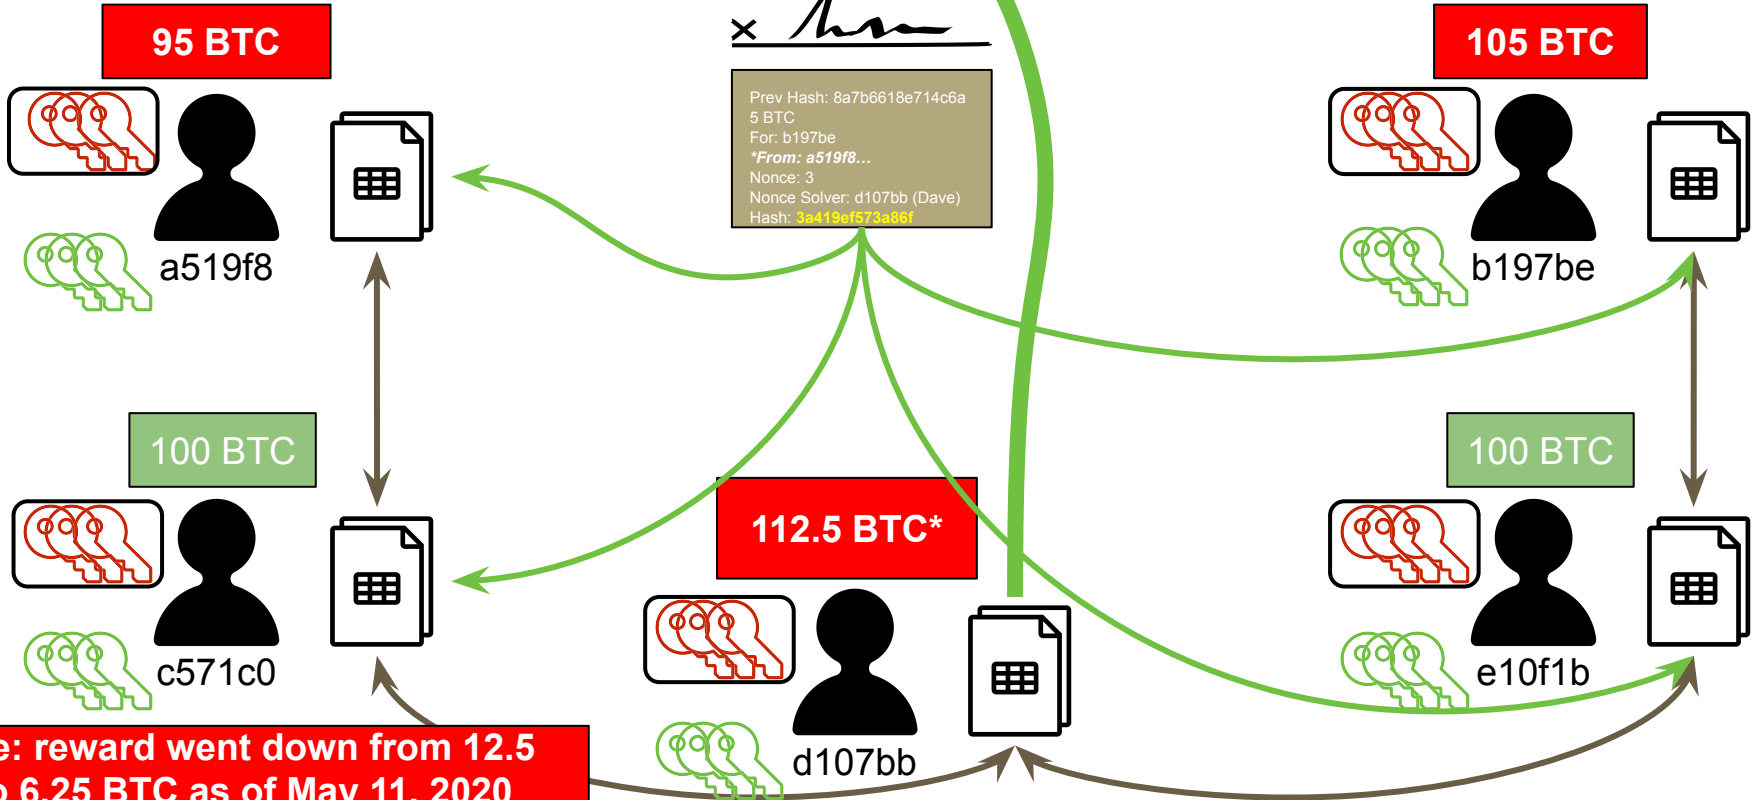 95 BTC
105 BTC
x
Prev Hash: 8a7b6618e714c6a
5 BTC
For: b197be
*From: a519f8...
Nonce: 3
Nonce Solver: d107bb (Dave)
Hash: 3a419ef573a86f
a519f8
b197be
100 BTC
100 BTC
112.5 BTC*
c571c0
e10f1b
d107bb
e: reward went down from 12.5
6.25 BTC as of May 11, 2020